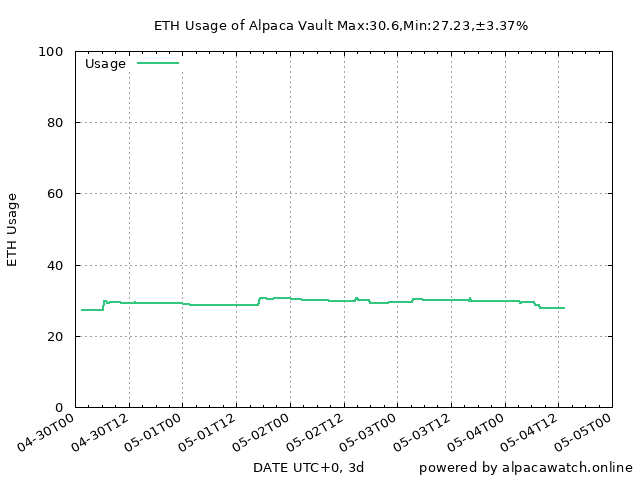 ETH Usage of Alpaca Vault Max:30.6,Min:27.23,±3.37%
Usage
100
80
60
40
20
0
ETH Usage
04-30T00
04-30T12
05-01T00
05-01T12
05-02T00
05-02T12
05-03T00
05-03T12
05-04T00
05-04T12
05-05T00
DATE UTC+0, 3d
powered by alpacawatch.online